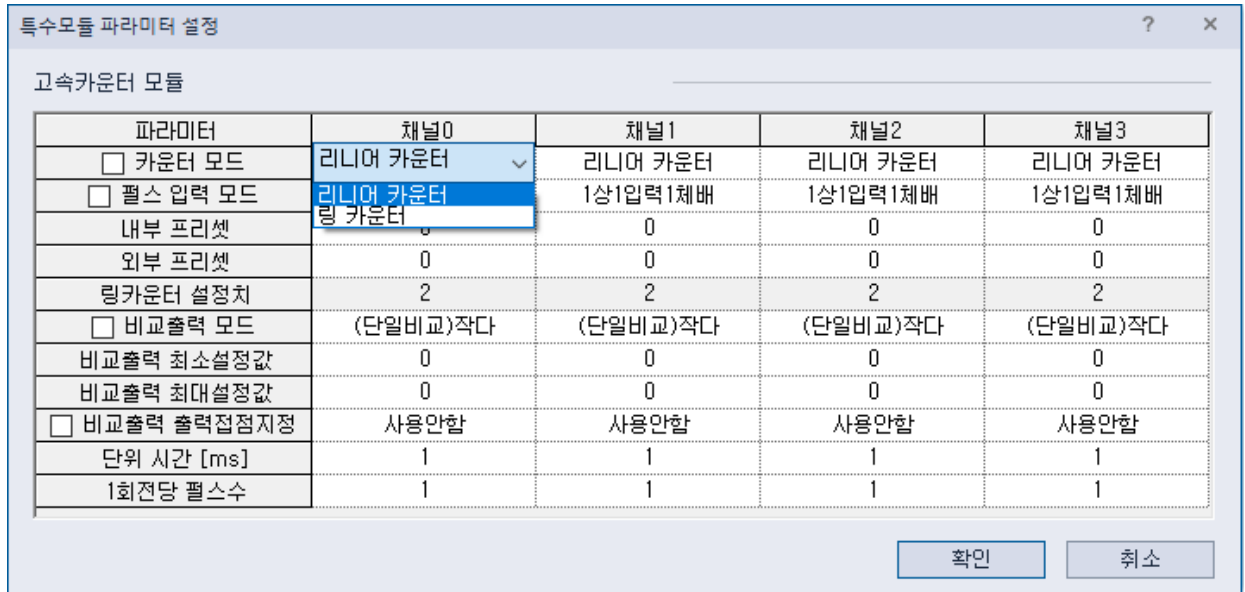 특수모듈 파라미터 설정 ? ×
고속카운터 모듈
파라미터 채널0 채널1 채널2 채널3
카운터 모드 리니어 카운터 리니어 카운터 리니어 카운터 리니어 카운터
펄스 입력 모드 리니어 카운터 1상1입력1체배 1상1입력1체배 1상1입력1체배
링 카운터
내부 프리셋 0 0 0 0
외부 프리셋 0 0 0 0
링카운터 설정치 2 2 2 2
비교출력 모드 (단일비교)작다 (단일비교)작다 (단일비교)작다 (단일비교)작다
비교출력 최소설정값 0 0 0 0
비교출력 최대설정값 0 0 0 0
비교출력 출력접점지정 사용안함 사용안함 사용안함 사용안함
단위 시간 [ms] 1 1 1 1
1회전당 펄스수 1 1 1 1
확인 취소